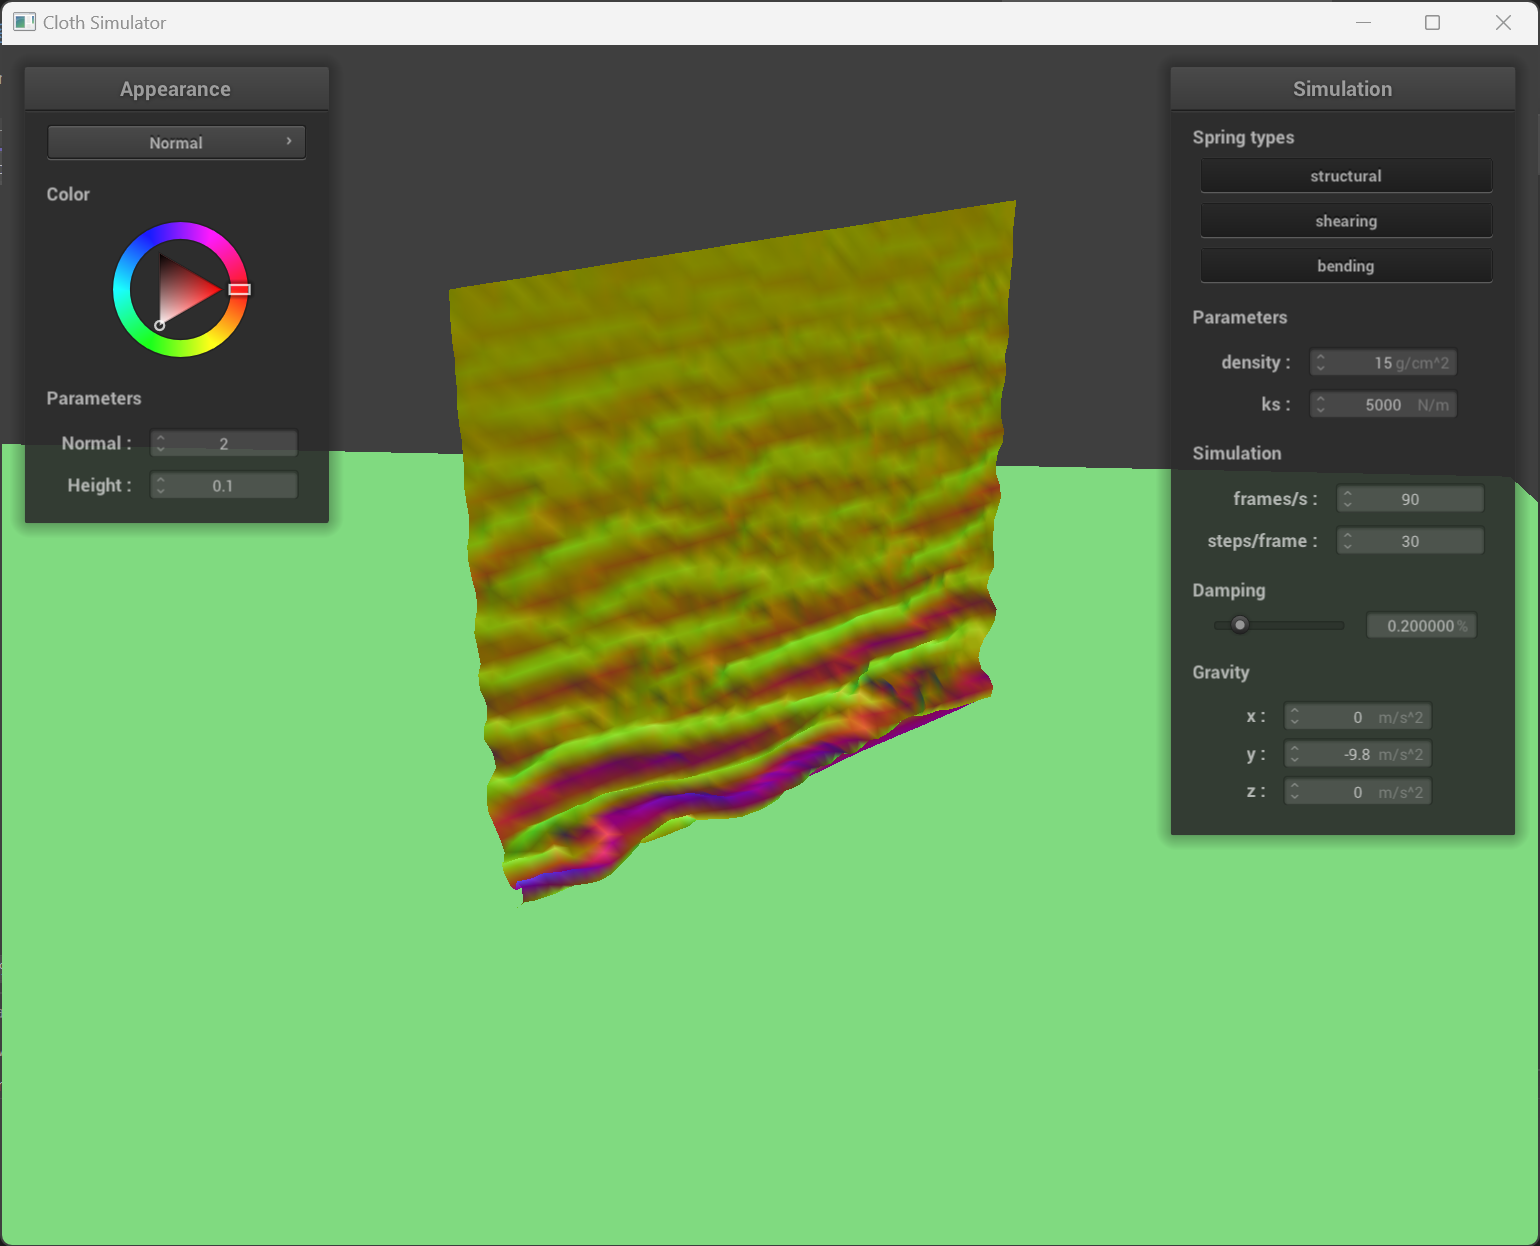 Cloth Simulator
Appearance
Normal
Color
Parameters
Normal : 2
Height : 0.1
Simulation
Spring types
structural
shearing
bending
Parameters
density : 15 g/cm^2
ks : 5000 N/m
Simulation
frames/s : 90
steps/frame : 30
Damping
0.200000 %
Gravity
x : 0 m/s^2
y : -9.8 m/s^2
z : 0 m/s^2